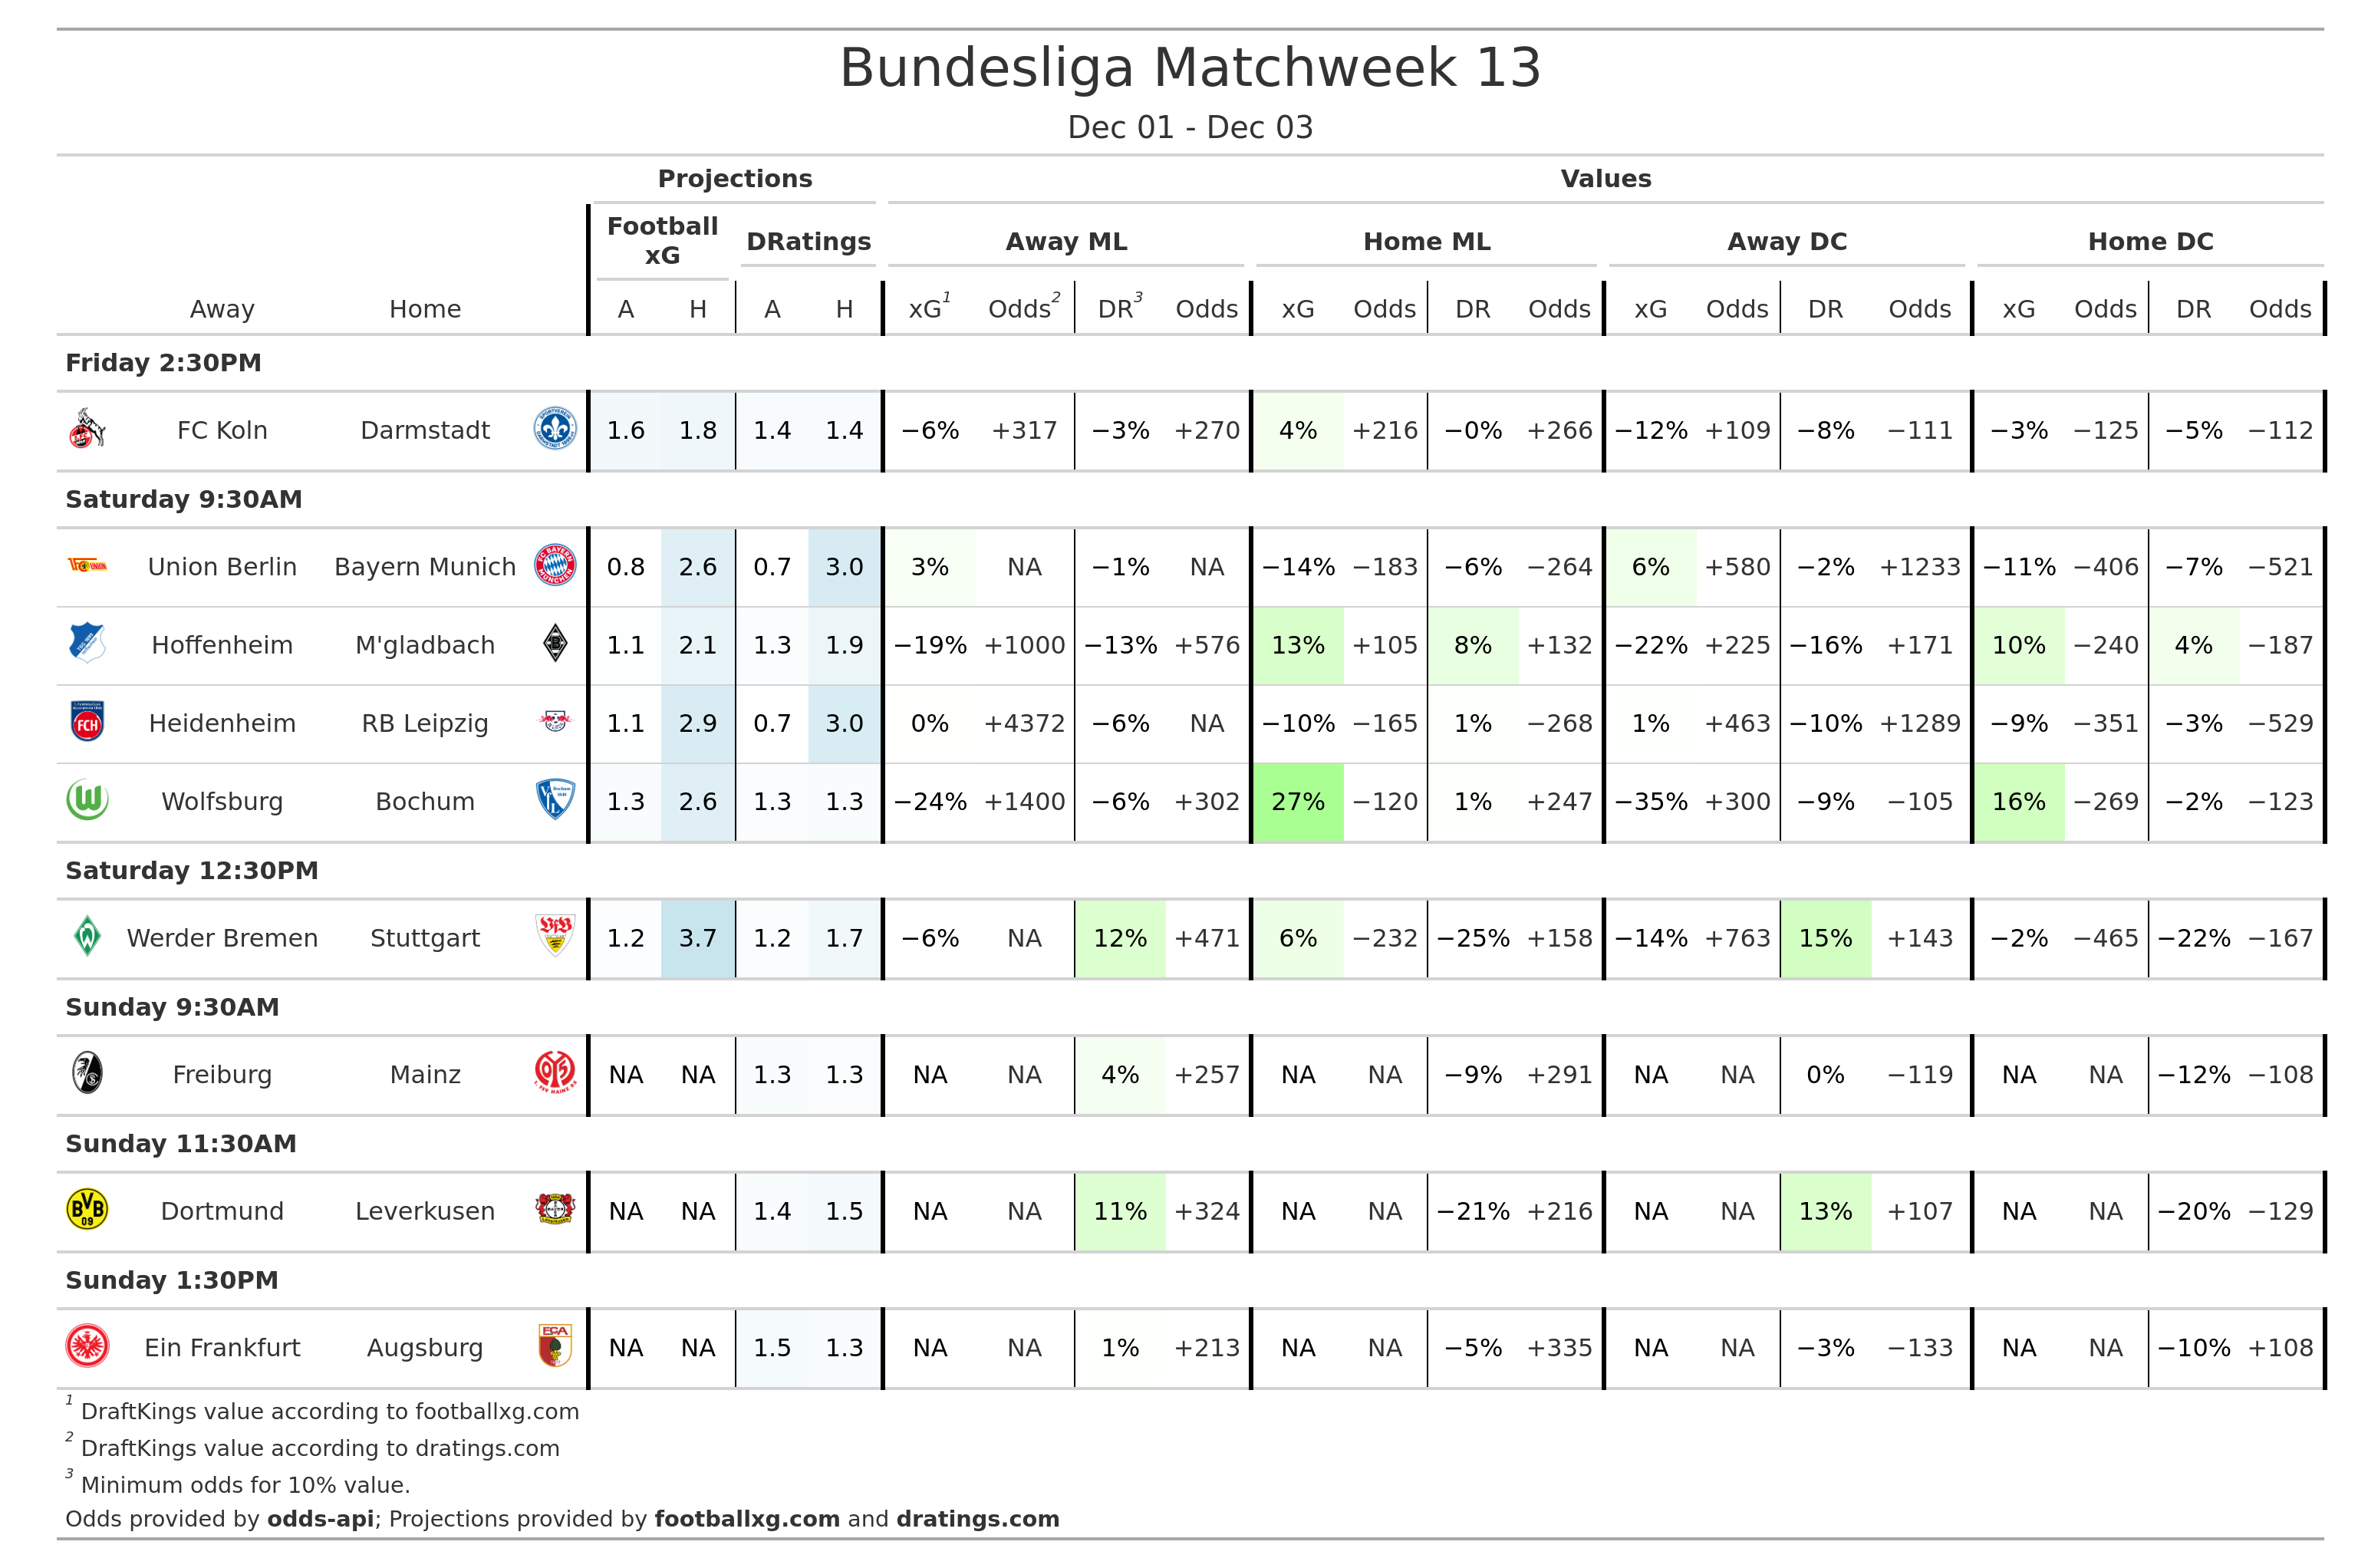 Bundesliga Matchweek 13
Dec 01 - Dec 03
Projections Values
Football xG DRatings Away ML Home ML Away DC Home DC
Away Home A H A H xG1 Odds2 DR3 Odds xG Odds DR Odds xG Odds DR Odds xG Odds DR Odds
Friday 2:30PM
FC Koln Darmstadt 1.6 1.8 1.4 1.4 −6% +317 −3% +270 4% +216 −0% +266 −12% +109 −8% −111 −3% −125 −5% −112
Saturday 9:30AM
Union Berlin Bayern Munich 0.8 2.6 0.7 3.0 3% NA −1% NA −14% −183 −6% −264 6% +580 −2% +1233 −11% −406 −7% −521
Hoffenheim M'gladbach 1.1 2.1 1.3 1.9 −19% +1000 −13% +576 13% +105 8% +132 −22% +225 −16% +171 10% −240 4% −187
Heidenheim RB Leipzig 1.1 2.9 0.7 3.0 0% +4372 −6% NA −10% −165 1% −268 1% +463 −10% +1289 −9% −351 −3% −529
Wolfsburg Bochum 1.3 2.6 1.3 1.3 −24% +1400 −6% +302 27% −120 1% +247 −35% +300 −9% −105 16% −269 −2% −123
Saturday 12:30PM
Werder Bremen Stuttgart 1.2 3.7 1.2 1.7 −6% NA 12% +471 6% −232 −25% +158 −14% +763 15% +143 −2% −465 −22% −167
Sunday 9:30AM
Freiburg Mainz NA NA 1.3 1.3 NA NA 4% +257 NA NA −9% +291 NA NA 0% −119 NA NA −12% −108
Sunday 11:30AM
Dortmund Leverkusen NA NA 1.4 1.5 NA NA 11% +324 NA NA −21% +216 NA NA 13% +107 NA NA −20% −129
Sunday 1:30PM
Ein Frankfurt Augsburg NA NA 1.5 1.3 NA NA 1% +213 NA NA −5% +335 NA NA −3% −133 NA NA −10% +108
1 DraftKings value according to footballxg.com
2 DraftKings value according to dratings.com
3 Minimum odds for 10% value.
Odds provided by odds-api; Projections provided by footballxg.com and dratings.com